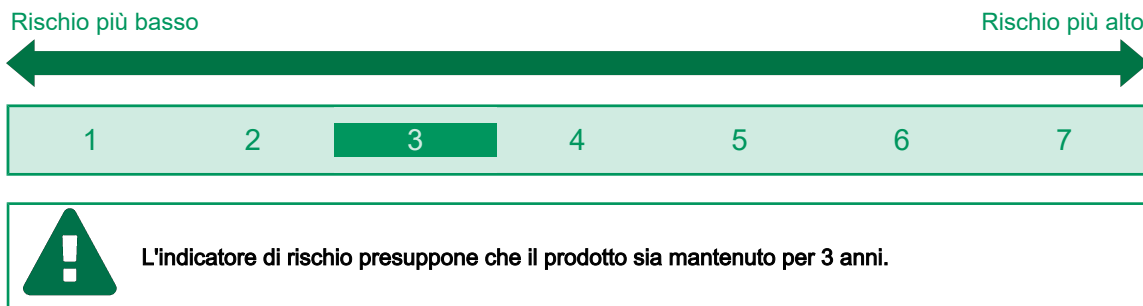 Rischio più basso Rischio più alto
1 2 3 4 5 6 7
L'indicatore di rischio presuppone che il prodotto sia mantenuto per 3 anni.